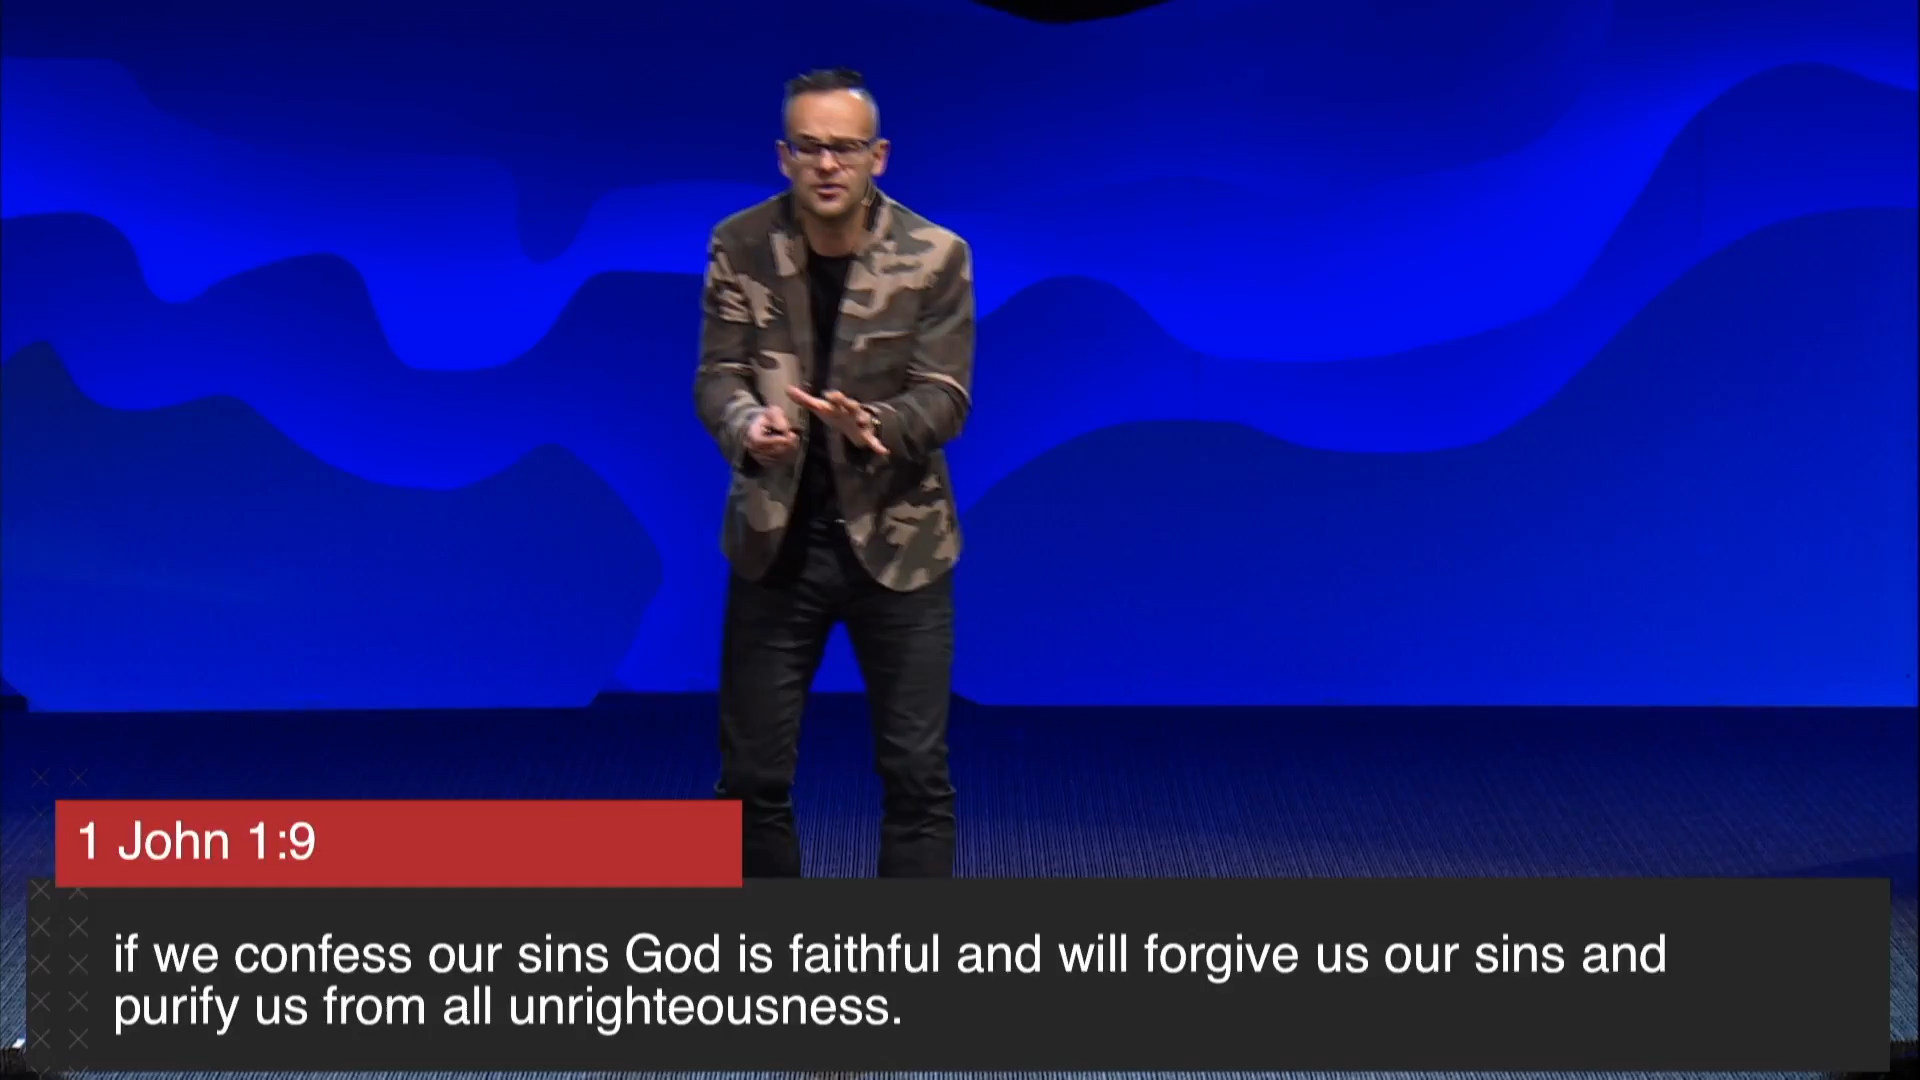 1 John 1:9
if we confess our sins God is faithful and will forgive us our sins and
purify us from all unrighteousness.